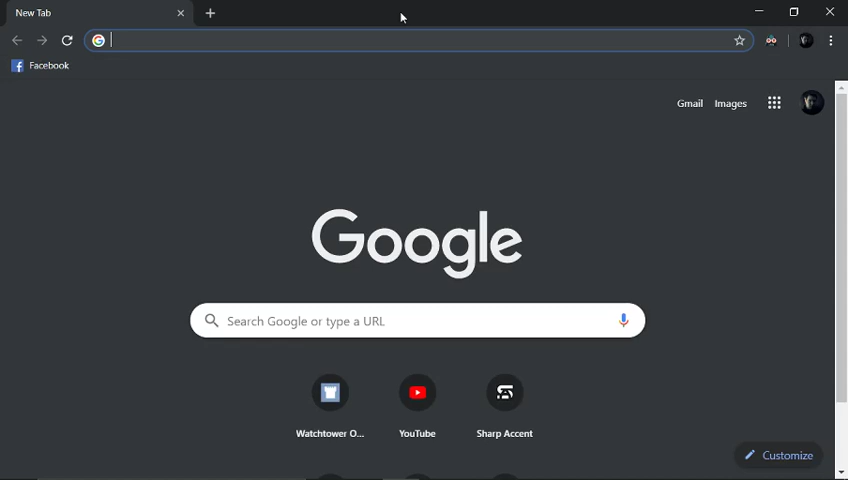 New Tab
Facebook
Gmail Images
Google
Search Google or type a URL
Watchtower O... YouTube Sharp Accent
Customize